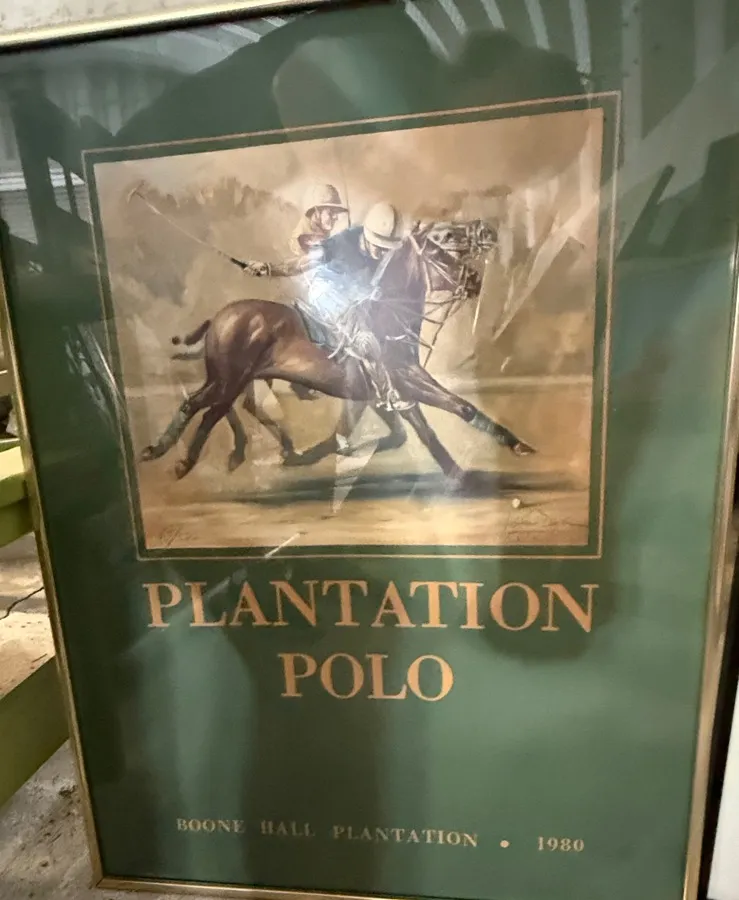 PLANTATION
POLO
BOONE HALL PLANTATION • 1980